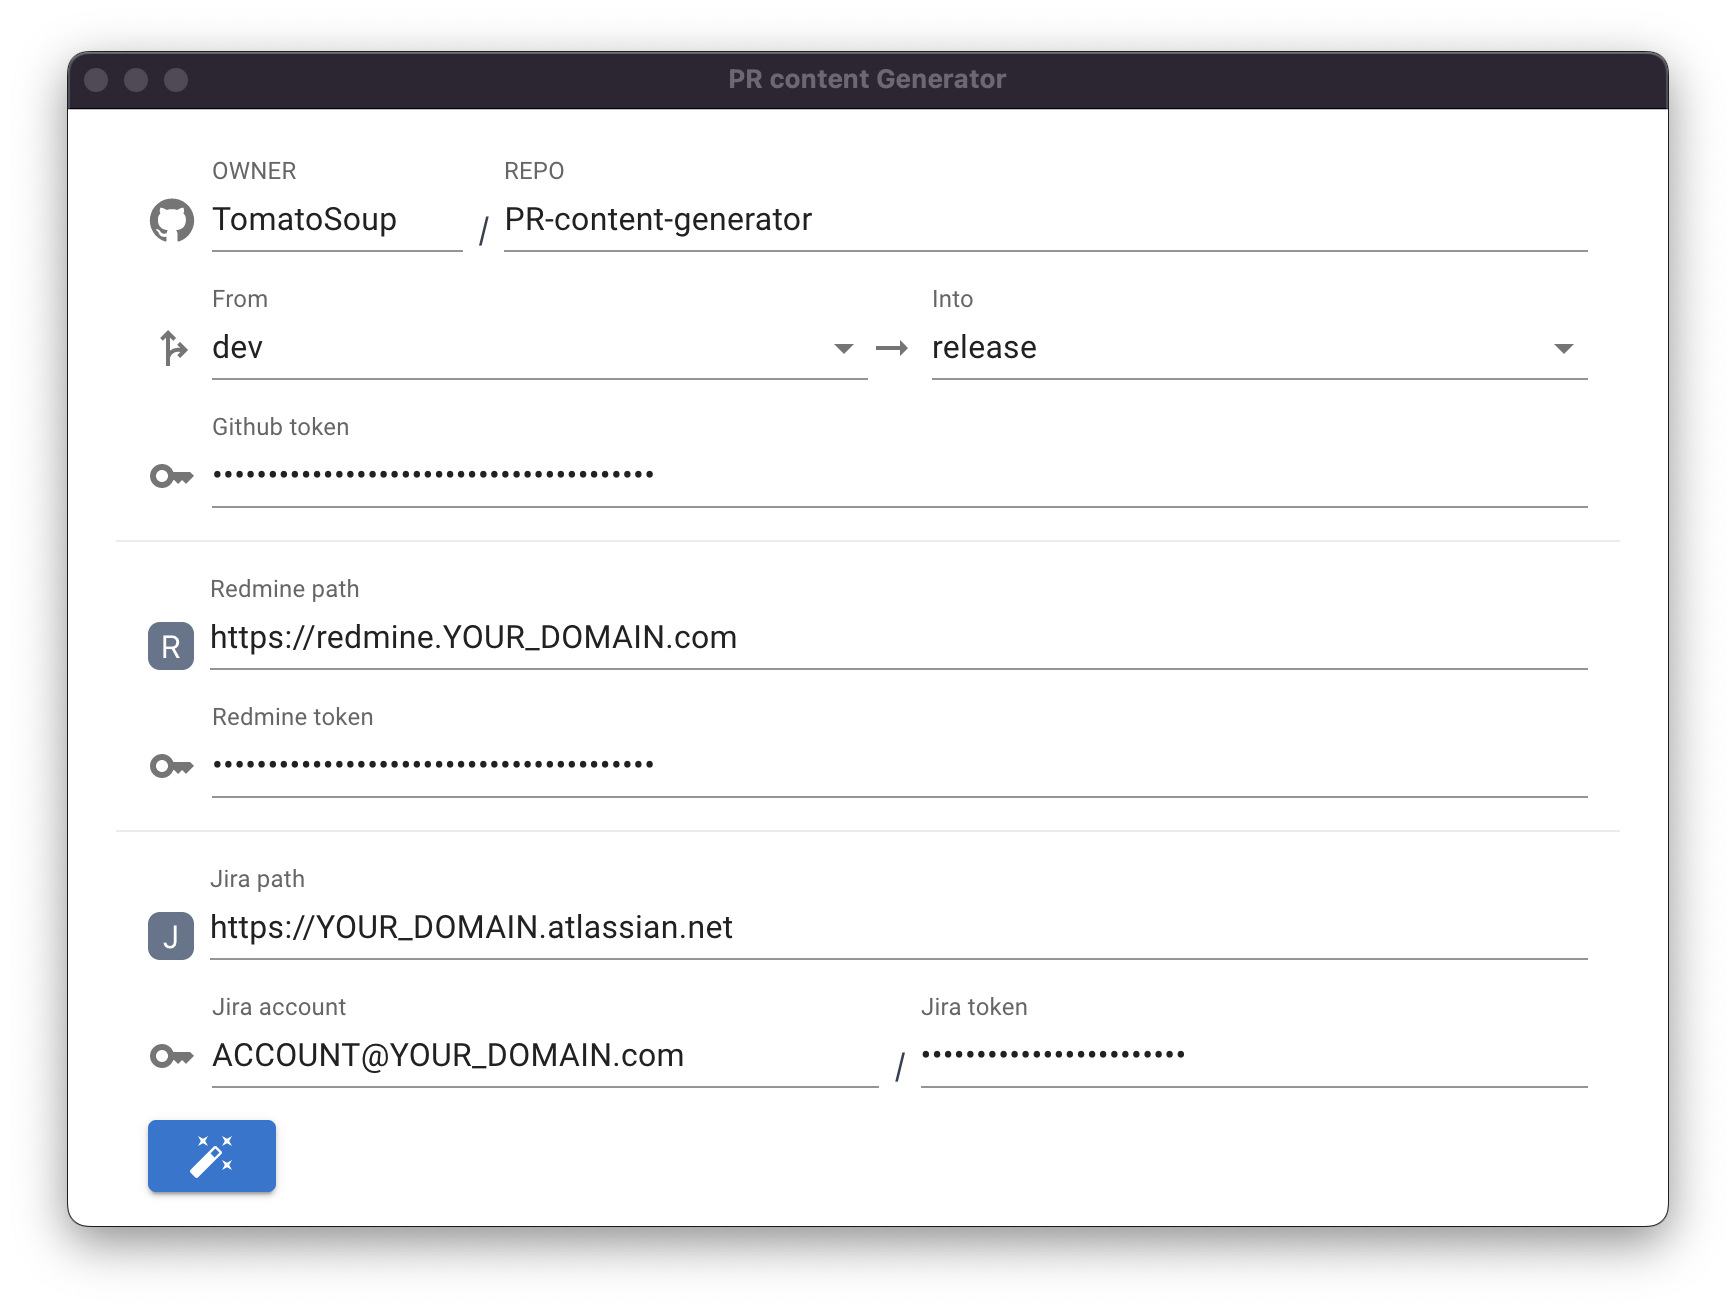 PR content Generator
OWNER REPO
TomatoSoup / PR-content-generator
From Into
dev release
Github token
••••••••••••••••••••••••••••••••••••••••
Redmine path
R https://redmine.YOUR_DOMAIN.com
Redmine token
••••••••••••••••••••••••••••••••••••••••
Jira path
J https://YOUR_DOMAIN.atlassian.net
Jira account Jira token
ACCOUNT@YOUR_DOMAIN.com / ••••••••••••••••••••••••